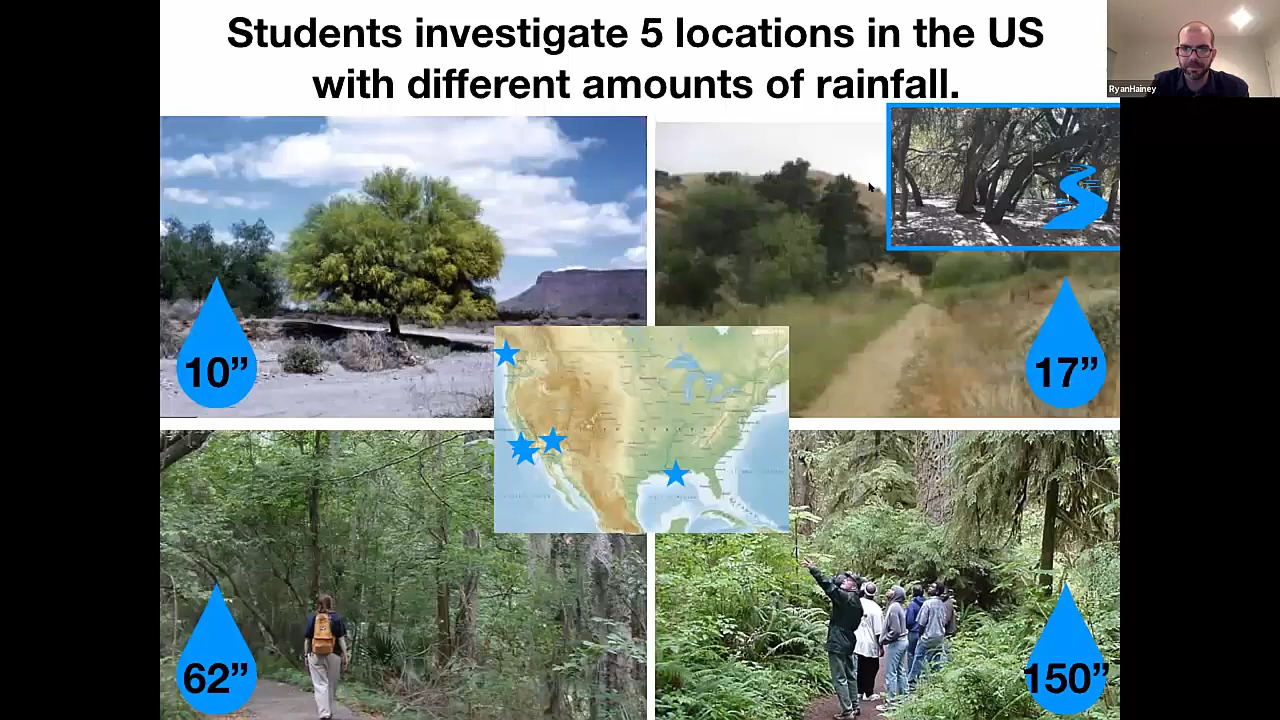 Students investigate 5 locations in the US
with different amounts of rainfall.
RyanHainey
10”
17”
62”
150”